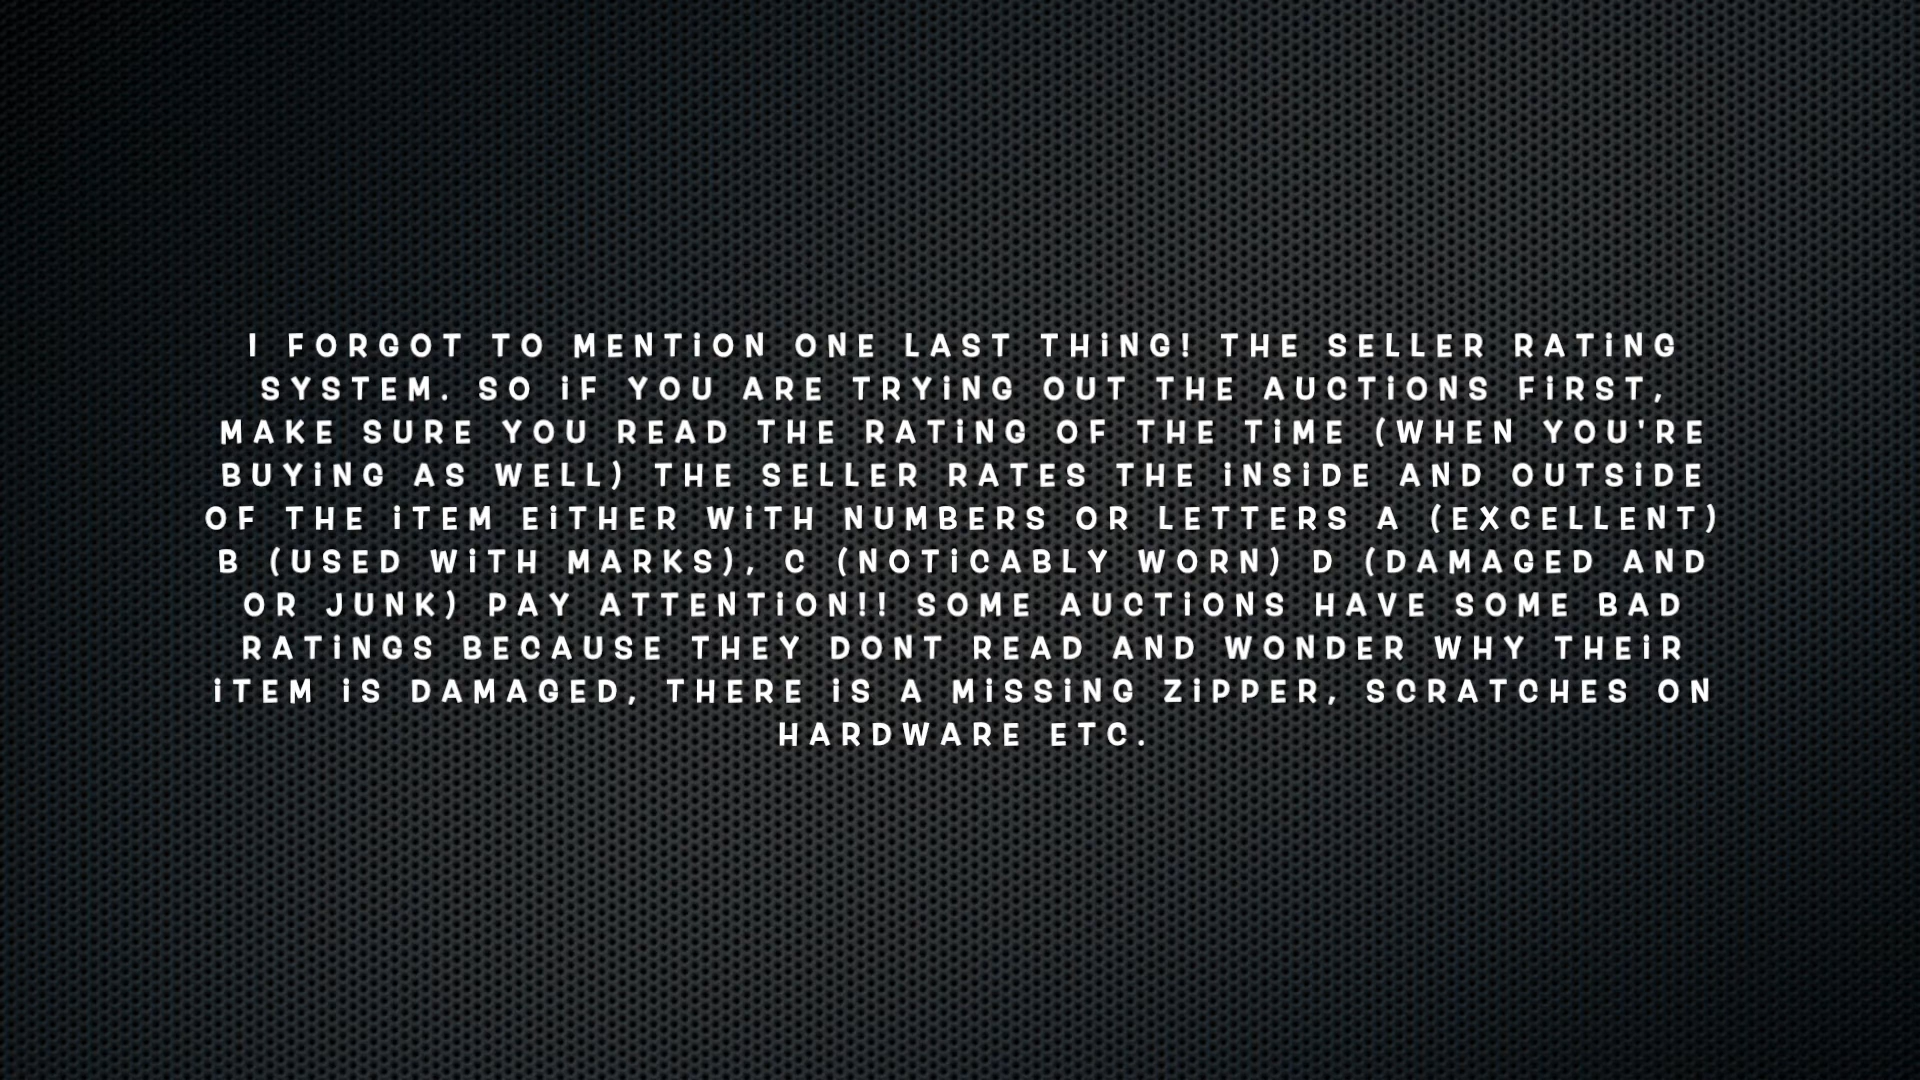 I FORGOT TO MENTiON ONE LAST THiNG! THE SELLER RATiNG
SYSTEM. SO iF YOU ARE TRYiNG OUT THE AUCTiONS FiRST,
MAKE SURE YOU READ THE RATiNG OF THE TiME (WHEN YOU'RE
BUYiNG AS WELL) THE SELLER RATES THE iNSiDE AND OUTSiDE
OF THE iTEM EiTHER WiTH NUMBERS OR LETTERS A (EXCELLENT)
B (USED WiTH MARKS), C (NOTiCABLY WORN) D (DAMAGED AND
OR JUNK) PAY ATTENTiON!! SOME AUCTiONS HAVE SOME BAD
RATiNGS BECAUSE THEY DONT READ AND WONDER WHY THEiR
iTEM iS DAMAGED, THERE iS A MiSSiNG ZiPPER, SCRATCHES ON
HARDWARE ETC.